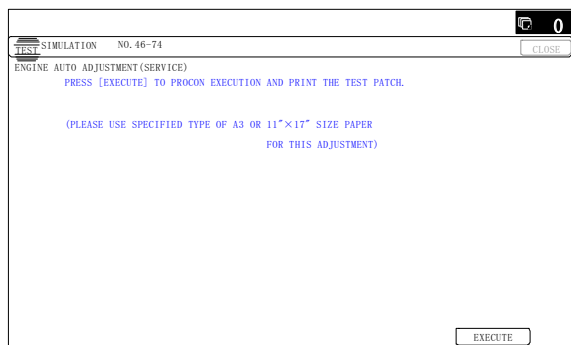 0
TEST SIMULATION NO.46-74
CLOSE
ENGINE AUTO ADJUSTMENT(SERVICE)
PRESS [EXECUTE] TO PROCON EXECUTION AND PRINT THE TEST PATCH.
(PLEASE USE SPECIFIED TYPE OF A3 OR 11″×17″ SIZE PAPER
FOR THIS ADJUSTMENT)
EXECUTE